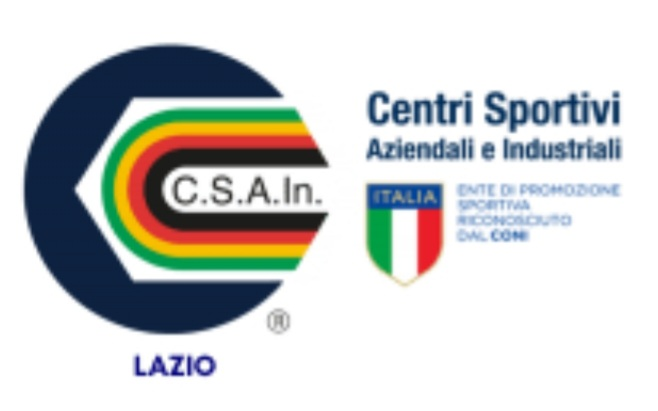 C.S.A.In.
®
LAZIO
Centri Sportivi
Aziendali e Industriali
ITALIA
ENTE DI PROMOZIONE
SPORTIVA
RICONOSCIUTO
DAL CONI